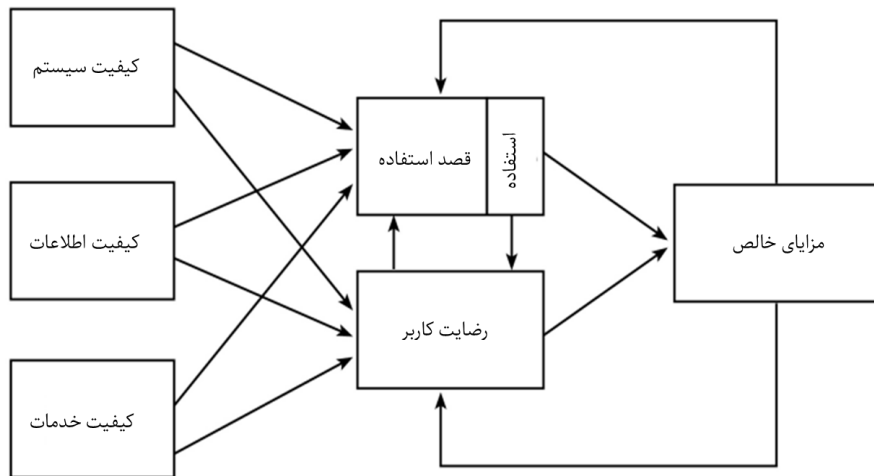 کیفیت سیستم
کیفیت اطلاعات
کیفیت خدمات
قصد استفاده
استفاده
رضایت کاربر
مزایای خالص